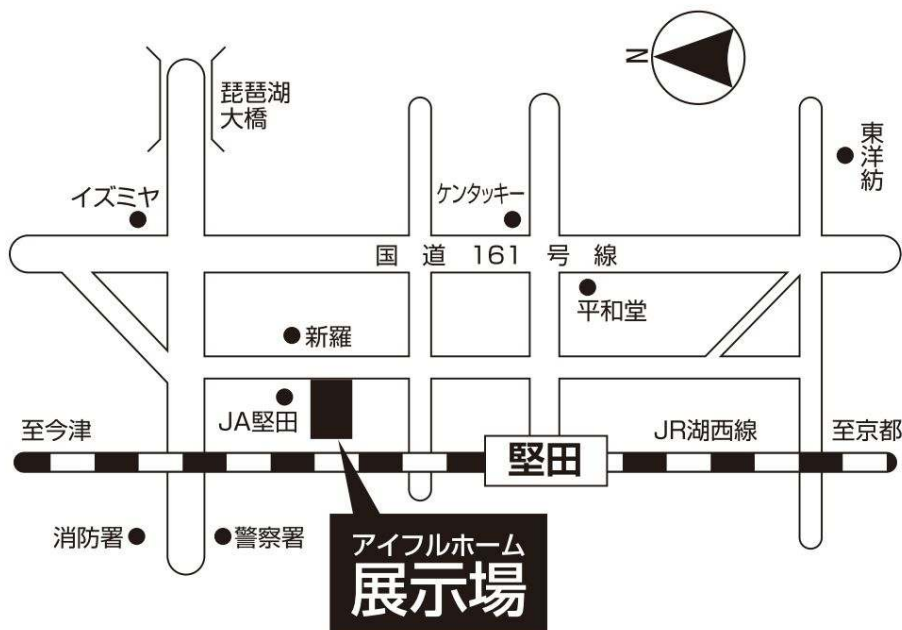 N
琵琶湖
大橋
東洋紡
イズミヤ
ケンタッキー
国道161号線
平和堂
新羅
JA堅田
至今津
JR湖西線
至京都
堅田
消防署
警察署
アイフルホーム
展示場